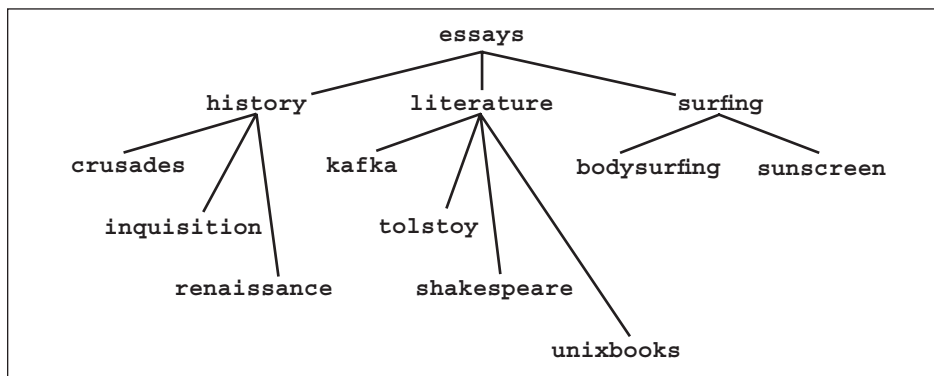 essays
history literature surfing
crusades kafka bodysurfing sunscreen
inquisition tolstoy
renaissance shakespeare
unixbooks